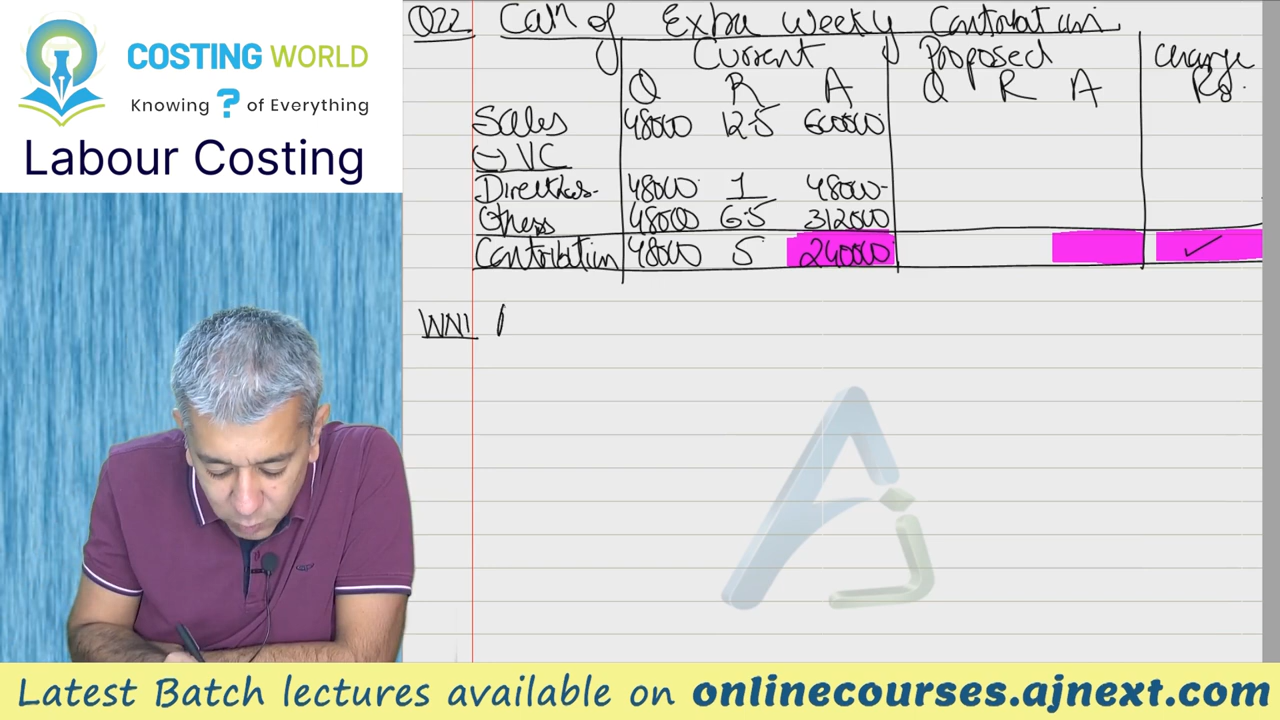 COSTING WORLD
Knowing ? of Everything
Labour Costing
Q22 Caln of Extra Weekly Contribution
Current Proposed Change
Q R A Q R A Rs.
Sales 48000 12.5 600000
(-) VC
Direct Lab. 48000 1 48000
Others 48000 6.5 312000
Contribution 48000 5 240000
WN1
Latest Batch lectures available on onlinecourses.ajnext.com